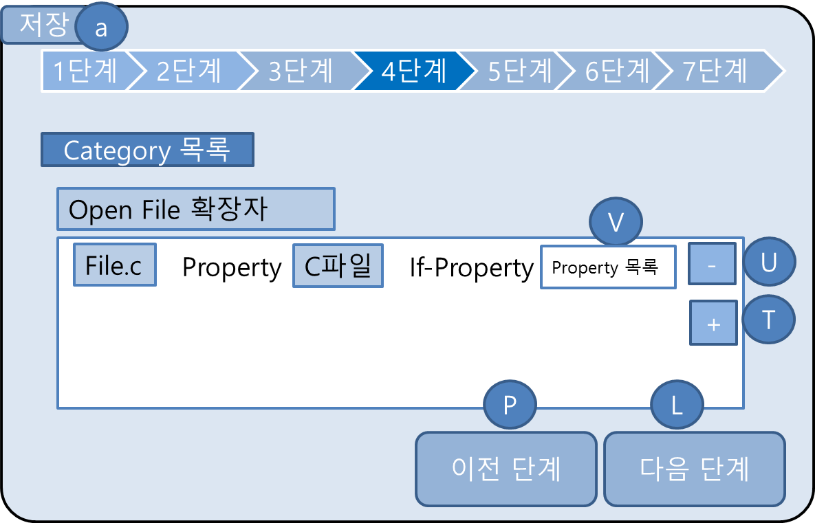 저장 a
1단계 2단계 3단계 4단계 5단계 6단계 7단계
Category 목록
Open File 확장자
V
File.c Property C파일 If-Property Property 목록 - U
+ T
P L
이전 단계 다음 단계